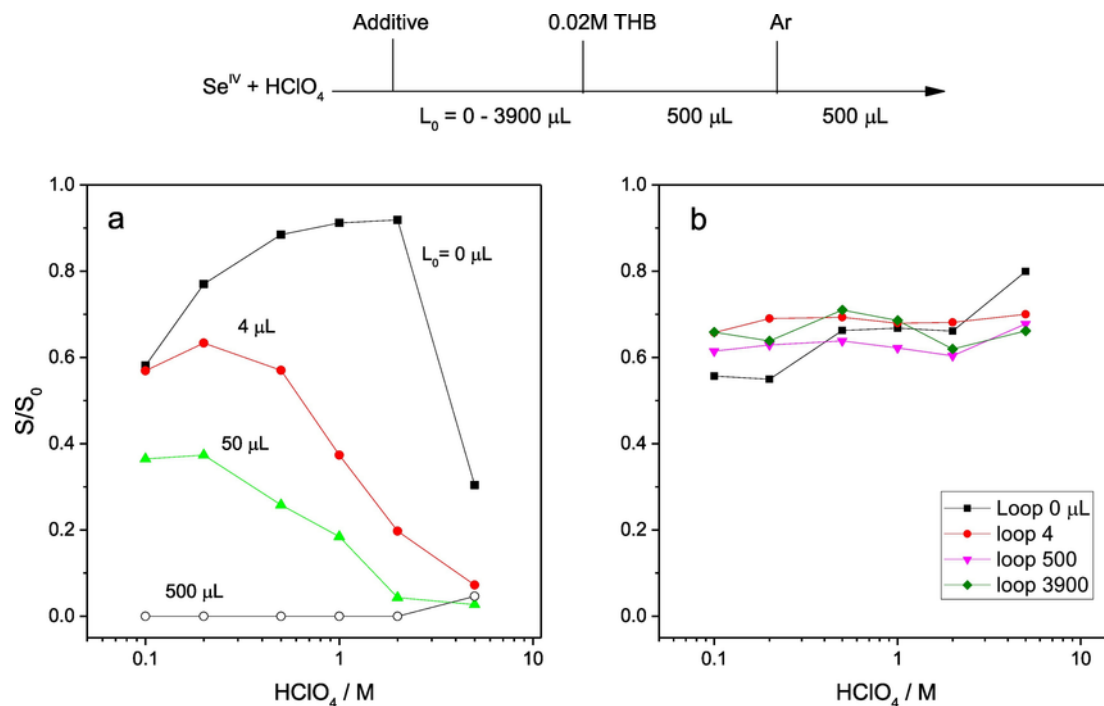 Additive 0.02M THB Ar
Se^IV + HClO₄
L₀ = 0 - 3900 µL 500 µL 500 µL
a
L₀= 0 µL
4 µL
50 µL
500 µL
S/S₀
1.0
0.8
0.6
0.4
0.2
0.0
0.1 1 10
HClO₄ / M
b
1.0
0.8
0.6
0.4
0.2
0.0
Loop 0 µL
loop 4
loop 500
loop 3900
0.1 1 10
HClO₄ / M